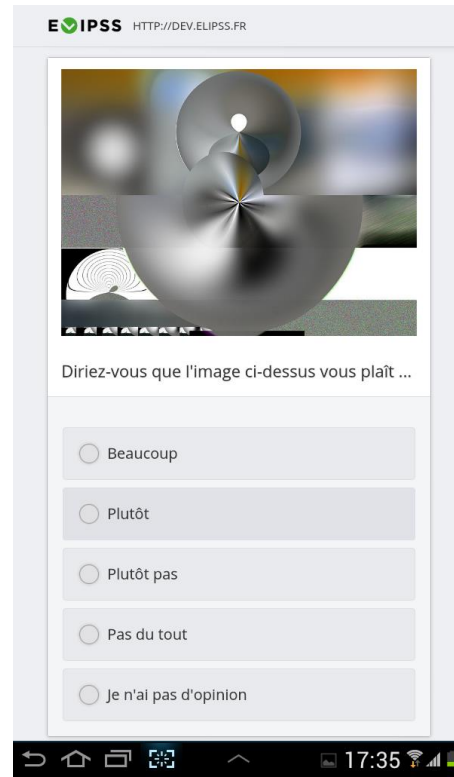 ELIPSS HTTP://DEV.ELIPSS.FR
Diriez-vous que l'image ci-dessus vous plaît ...
Beaucoup
Plutôt
Plutôt pas
Pas du tout
Je n'ai pas d'opinion
17:35